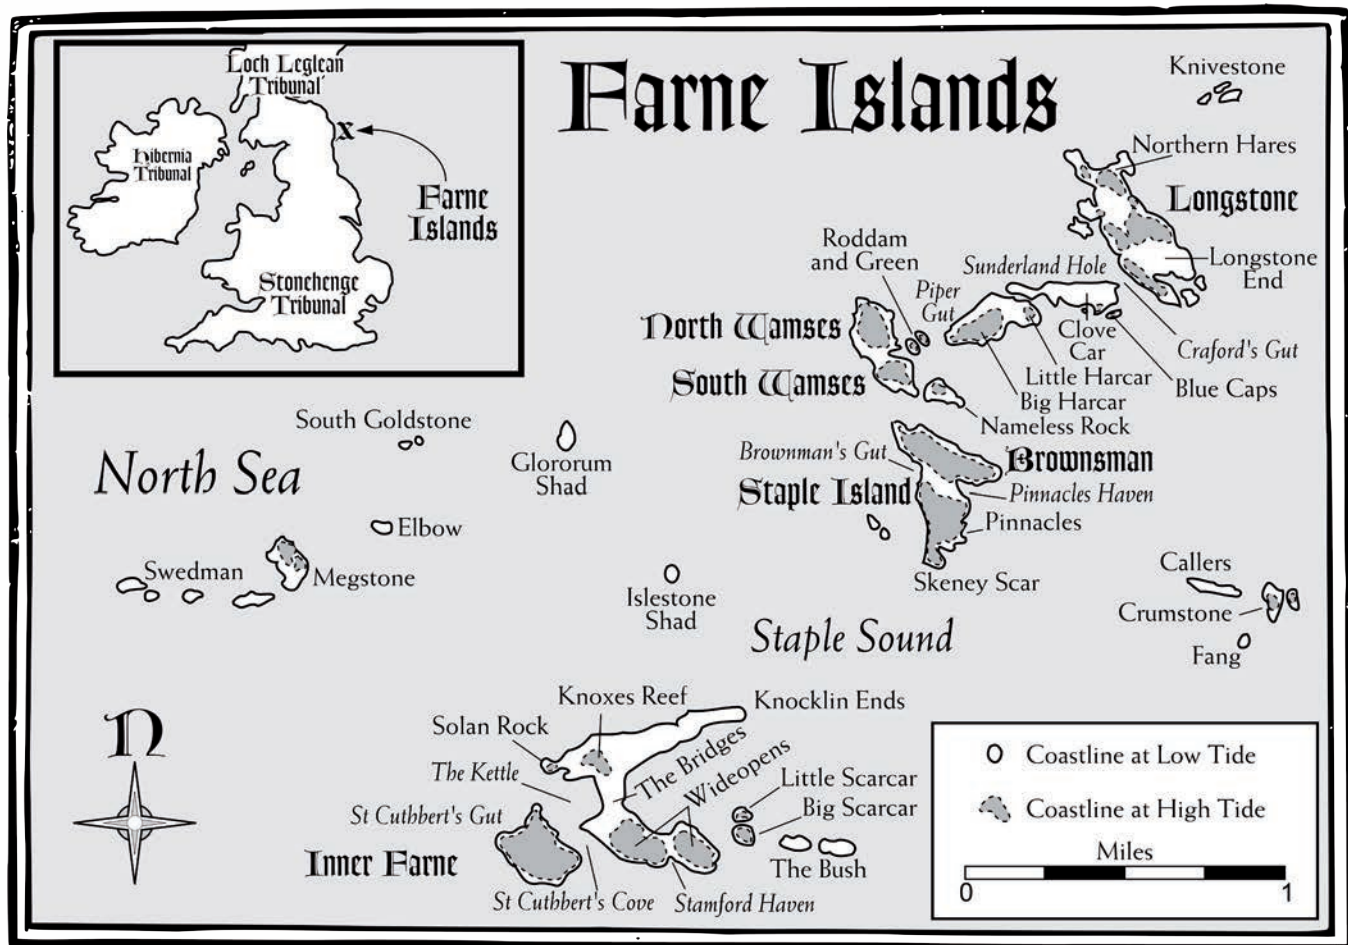 Farne Islands
Loch Leglean
Tribunal
Hibernia
Tribunal
x
Farne
Islands
Stonehenge
Tribunal
Knivestone
Northern Hares
Longstone
Longstone
End
Roddam
and Green
Sunderland Hole
Piper
Gut
North Wamses
Clove
Car
Craford's Gut
South Wamses
Little Harcar
Big Harcar
Blue Caps
Nameless Rock
South Goldstone
Glororum
Shad
Brownman's Gut
Brownsman
North Sea
Staple Island
Pinnacles Haven
Pinnacles
Elbow
Swedman
Megstone
Islestone
Shad
Skeney Scar
Callers
Crumstone
Fang
Staple Sound
Knoxes Reef
Knocklin Ends
Solan Rock
The Kettle
The Bridges
Wideopens
Little Scarcar
Big Scarcar
St Cuthbert's Gut
Inner Farne
The Bush
St Cuthbert's Cove
Stamford Haven
N
Coastline at Low Tide
Coastline at High Tide
Miles
0 1